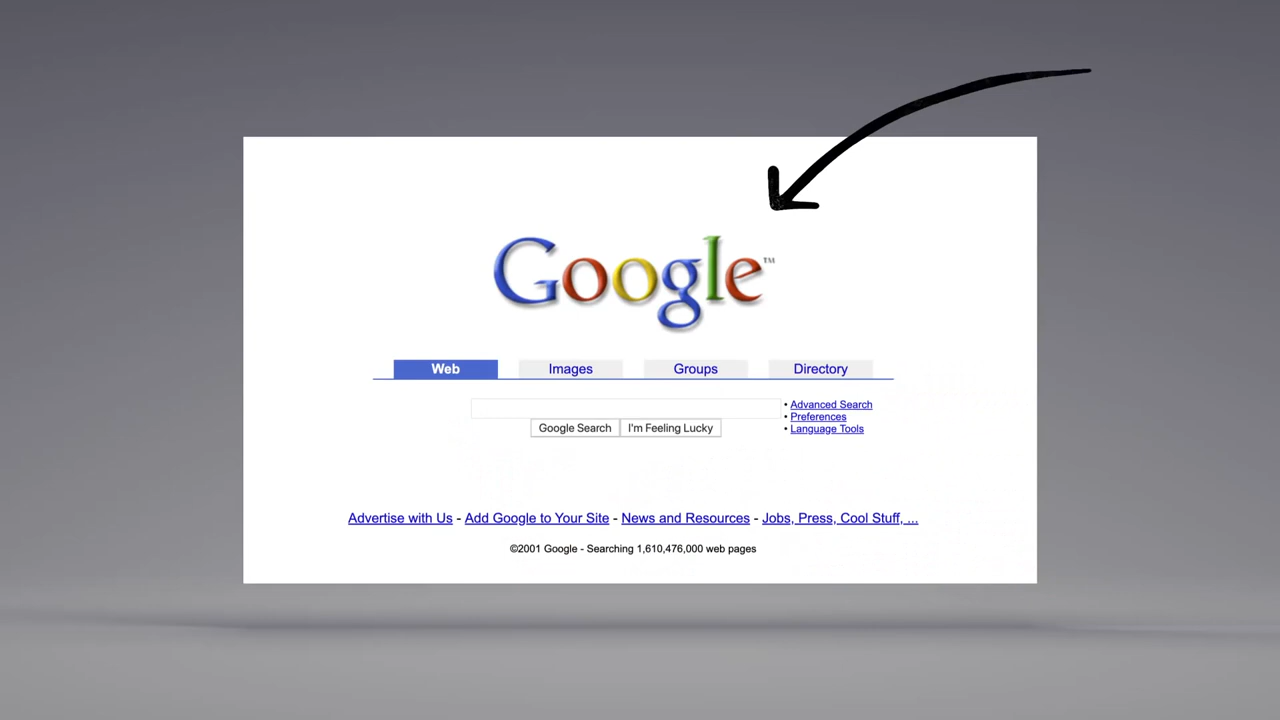 Google™
Web Images Groups Directory
• Advanced Search
• Preferences
• Language Tools
Google Search I'm Feeling Lucky
Advertise with Us - Add Google to Your Site - News and Resources - Jobs, Press, Cool Stuff, ...
©2001 Google - Searching 1,610,476,000 web pages